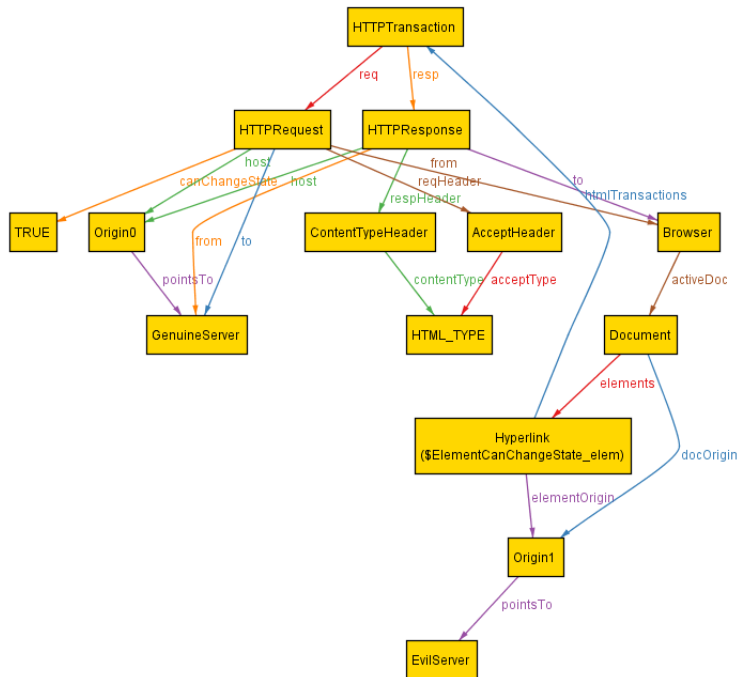 HTTPTransaction
req
resp
HTTPRequest
HTTPResponse
host
from
to
canChangeState
host
reqHeader
htmlTransactions
respHeader
TRUE
Origin0
ContentTypeHeader
AcceptHeader
Browser
from
to
pointsTo
contentType
acceptType
activeDoc
GenuineServer
HTML_TYPE
Document
elements
Hyperlink
($ElementCanChangeState_elem)
docOrigin
elementOrigin
Origin1
pointsTo
EvilServer